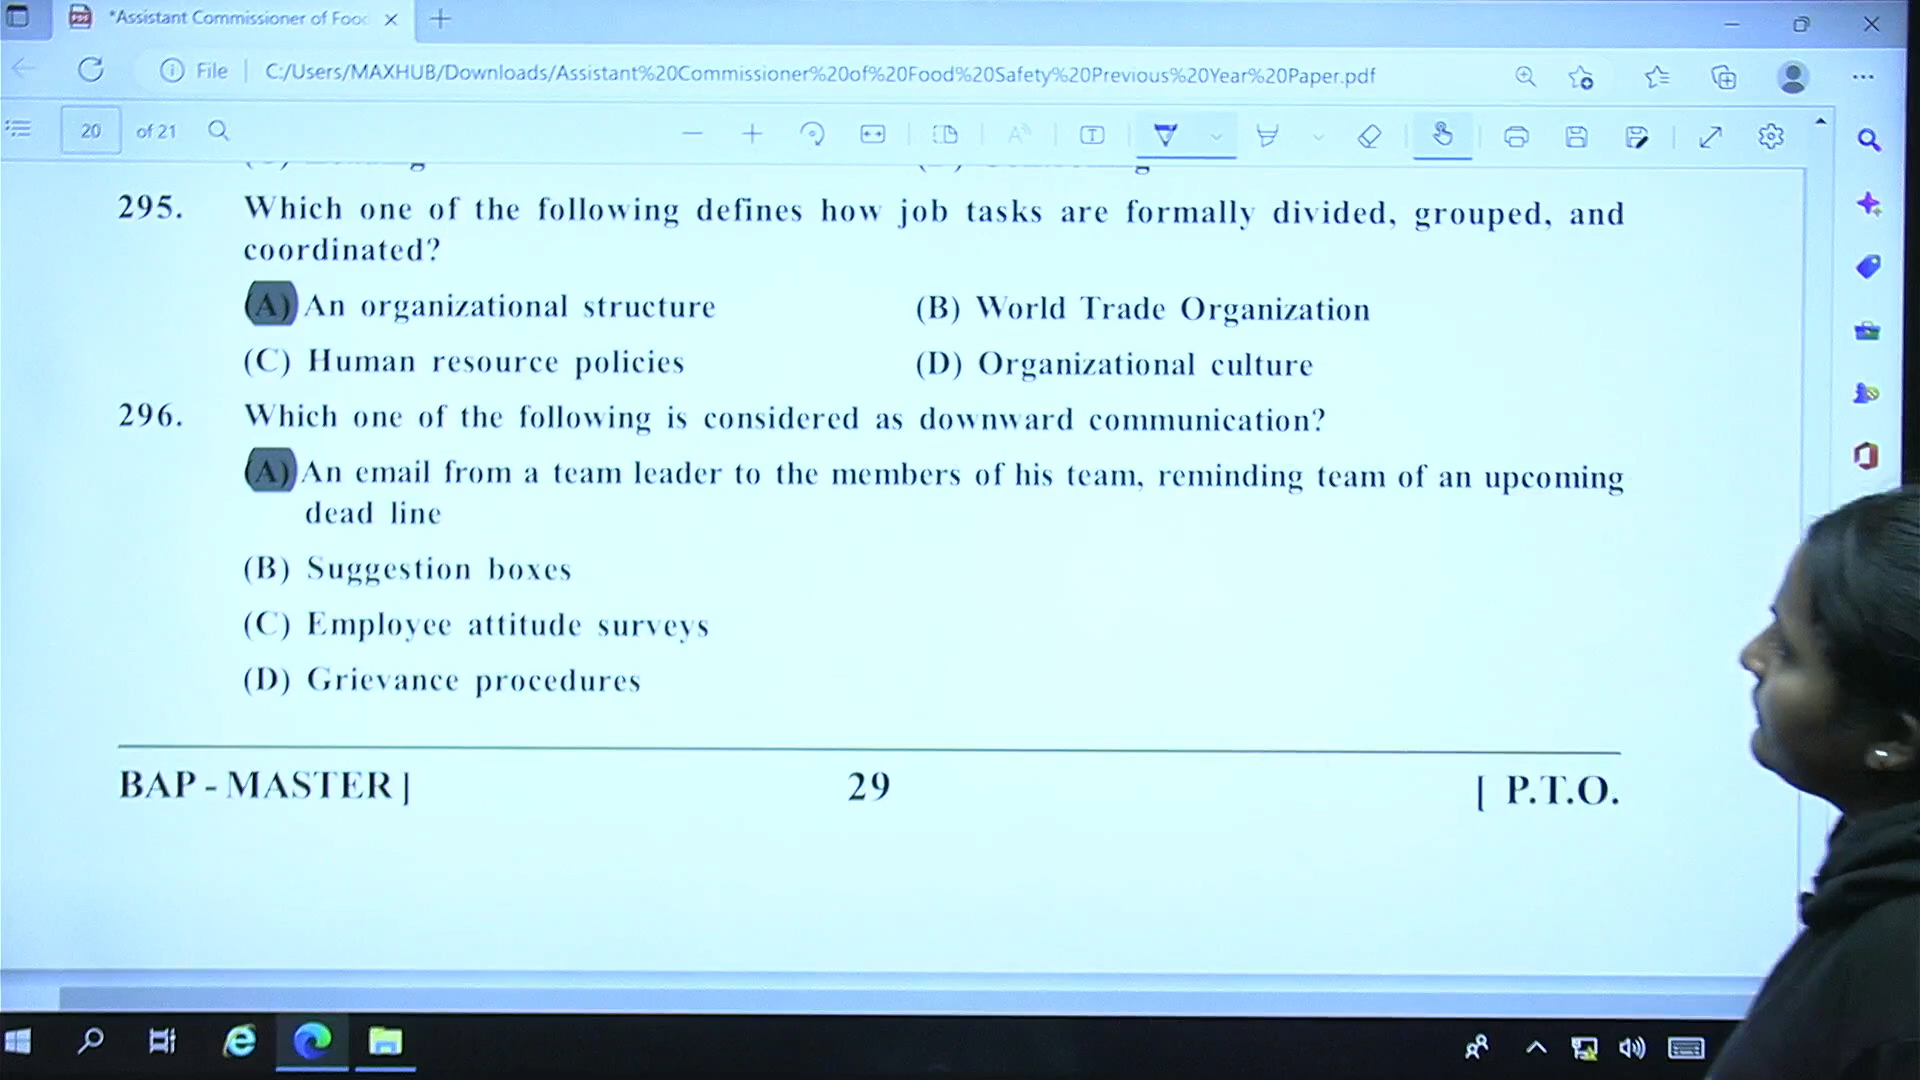 *Assistant Commissioner of Food
File
C:/Users/MAXHUB/Downloads/Assistant%20Commissioner%20of%20Food%20Safety%20Previous%20Year%20Paper.pdf
20 of 21
295. Which one of the following defines how job tasks are formally divided, grouped, and
coordinated?
(A) An organizational structure (B) World Trade Organization
(C) Human resource policies (D) Organizational culture
296. Which one of the following is considered as downward communication?
(A) An email from a team leader to the members of his team, reminding team of an upcoming
dead line
(B) Suggestion boxes
(C) Employee attitude surveys
(D) Grievance procedures
BAP - MASTER ] 29 [ P.T.O.